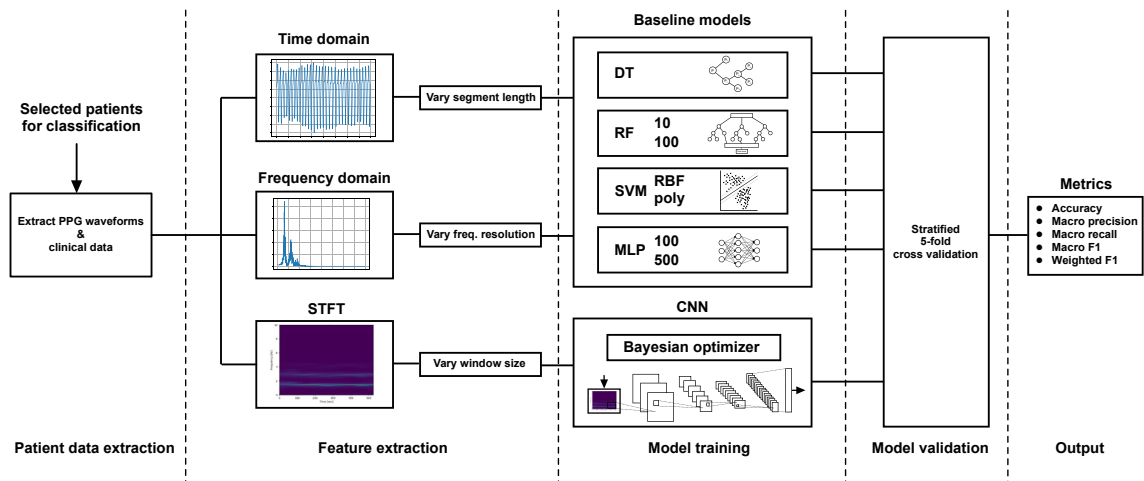 Selected patients
for classification
Extract PPG waveforms
&
clinical data
Patient data extraction
Time domain
Vary segment length
Frequency domain
Vary freq. resolution
STFT
Vary window size
Feature extraction
Baseline models
DT
RF 10
100
SVM RBF
poly
MLP 100
500
CNN
Bayesian optimizer
Model training
Stratified
5-fold
cross validation
Model validation
Metrics
● Accuracy
● Macro precision
● Macro recall
● Macro F1
● Weighted F1
Output